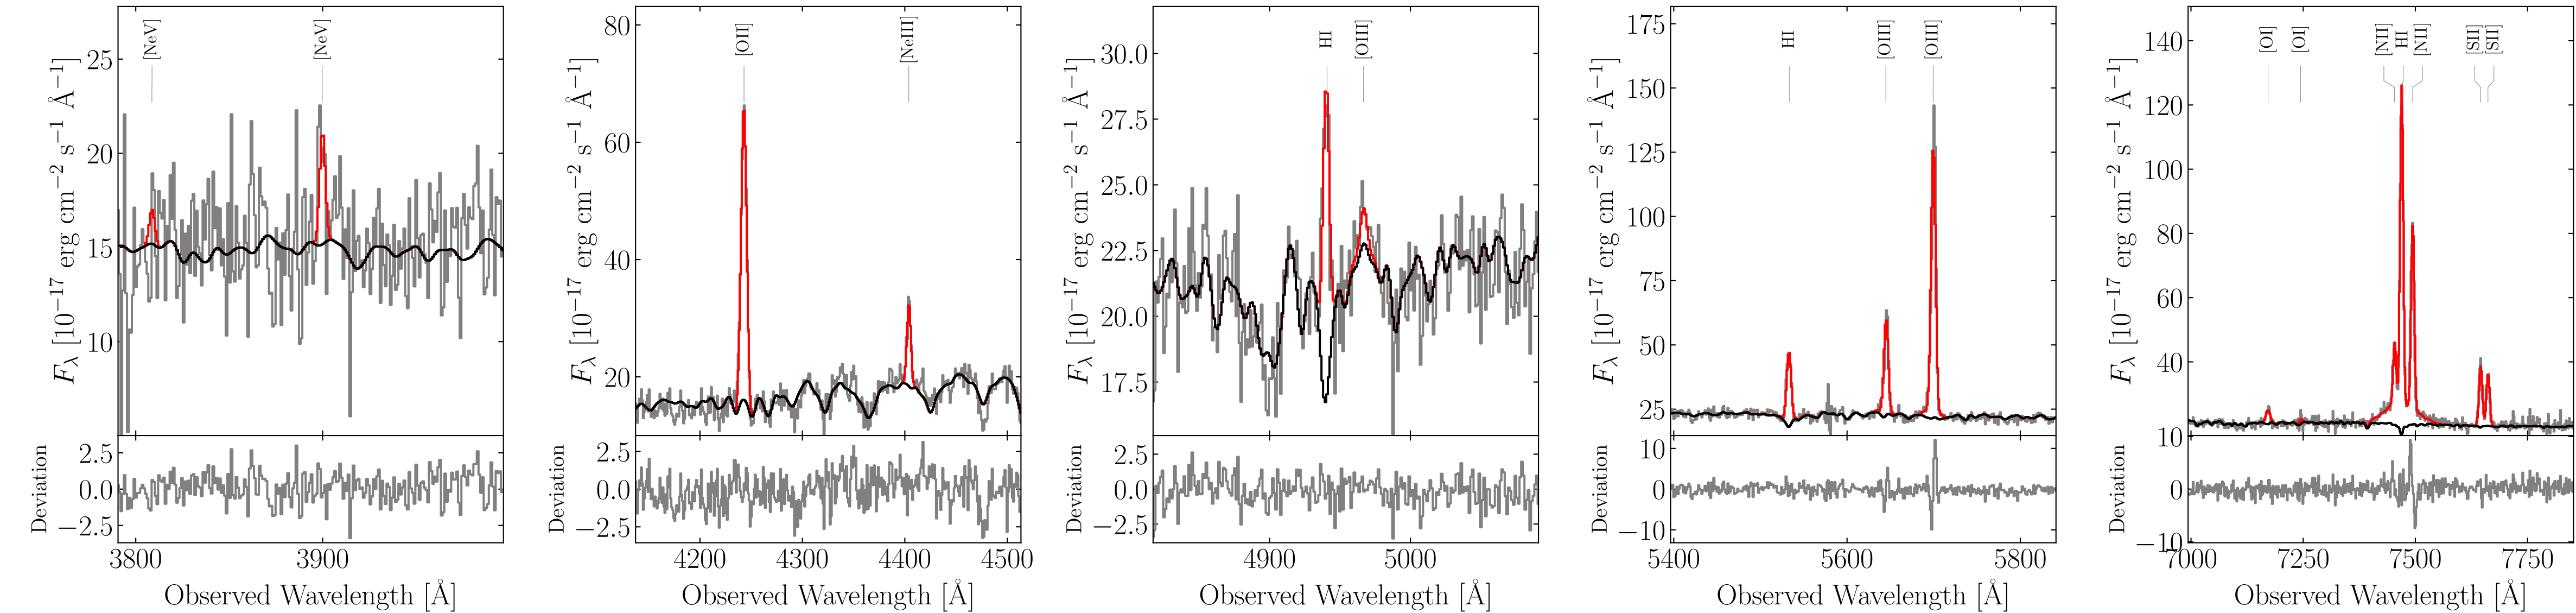 [NeV] [NeV]
25
20
15
10
F_λ [10^−17 erg cm^−2 s^−1 Å^−1]
2.5
0.0
−2.5
Deviation
3800 3900
Observed Wavelength [Å]
[OII] [NeIII]
80
60
40
20
F_λ [10^−17 erg cm^−2 s^−1 Å^−1]
2.5
0.0
−2.5
Deviation
4200 4300 4400 4500
Observed Wavelength [Å]
HI [OIII]
30.0
27.5
25.0
22.5
20.0
17.5
F_λ [10^−17 erg cm^−2 s^−1 Å^−1]
2.5
0.0
−2.5
Deviation
4900 5000
Observed Wavelength [Å]
HI [OIII] [OIII]
175
150
125
100
75
50
25
F_λ [10^−17 erg cm^−2 s^−1 Å^−1]
10
0
−10
Deviation
5400 5600 5800
Observed Wavelength [Å]
[OI] [OI] [NII] HI [NII] [SII] [SII]
140
120
100
80
60
40
F_λ [10^−17 erg cm^−2 s^−1 Å^−1]
10
0
−10
Deviation
7000 7250 7500 7750
Observed Wavelength [Å]